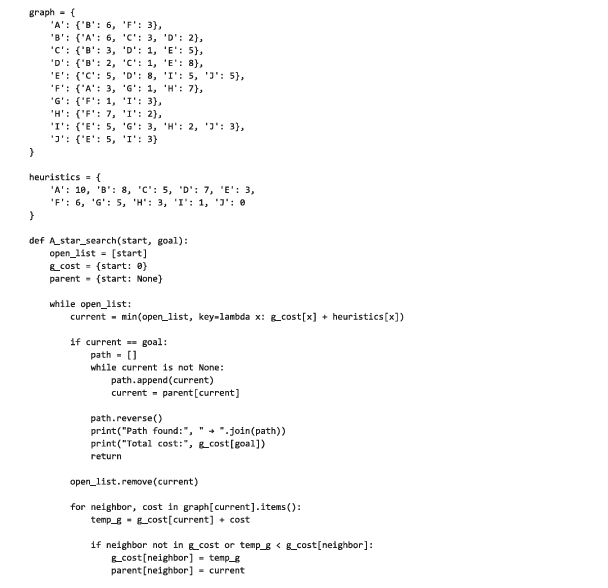 graph = {
    'A': {'B': 6, 'F': 3},
    'B': {'A': 6, 'C': 3, 'D': 2},
    'C': {'B': 3, 'D': 1, 'E': 5},
    'D': {'B': 2, 'C': 1, 'E': 8},
    'E': {'C': 5, 'D': 8, 'I': 5, 'J': 5},
    'F': {'A': 3, 'G': 1, 'H': 7},
    'G': {'F': 1, 'I': 3},
    'H': {'F': 7, 'I': 2},
    'I': {'E': 5, 'G': 3, 'H': 2, 'J': 3},
    'J': {'E': 5, 'I': 3}
}
heuristics = {
    'A': 10, 'B': 8, 'C': 5, 'D': 7, 'E': 3,
    'F': 6, 'G': 5, 'H': 3, 'I': 1, 'J': 0
}
def A_star_search(start, goal):
    open_list = [start]
    g_cost = {start: 0}
    parent = {start: None}
    while open_list:
        current = min(open_list, key=lambda x: g_cost[x] + heuristics[x])
        if current == goal:
            path = []
            while current is not None:
                path.append(current)
                current = parent[current]
            path.reverse()
            print("Path found:", " → ".join(path))
            print("Total cost:", g_cost[goal])
            return
        open_list.remove(current)
        for neighbor, cost in graph[current].items():
            temp_g = g_cost[current] + cost
            if neighbor not in g_cost or temp_g < g_cost[neighbor]:
                g_cost[neighbor] = temp_g
                parent[neighbor] = current